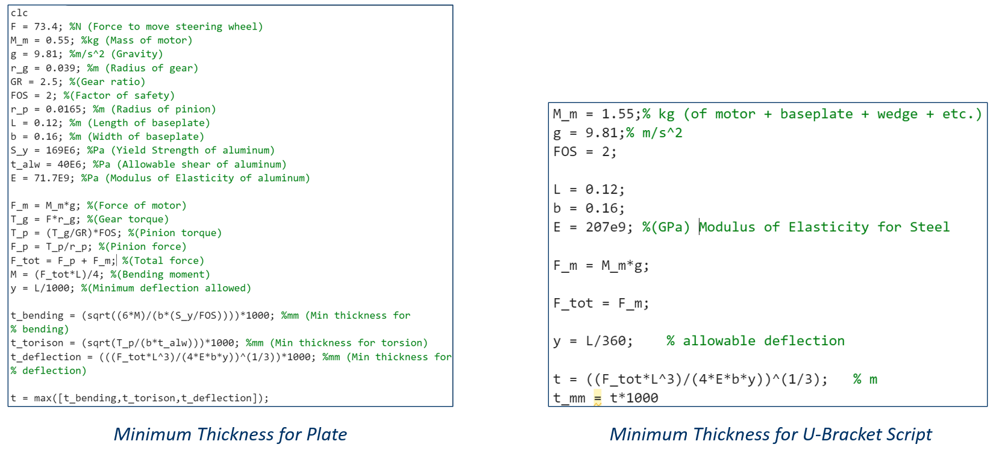 clc
F = 73.4; %N (Force to move steering wheel)
M_m = 0.55; %kg (Mass of motor)
g = 9.81; %m/s^2 (Gravity)
r_g = 0.039; %m (Radius of gear)
GR = 2.5; %(Gear ratio)
FOS = 2; %(Factor of safety)
r_p = 0.0165; %m (Radius of pinion)
L = 0.12; %m (Length of baseplate)
b = 0.16; %m (Width of baseplate)
S_y = 169E6; %Pa (Yield Strength of aluminum)
t_alw = 40E6; %Pa (Allowable shear of aluminum)
E = 71.7E9; %Pa (Modulus of Elasticity of aluminum)
F_m = M_m*g; %(Force of motor)
T_g = F*r_g; %(Gear torque)
T_p = (T_g/GR)*FOS; %(Pinion torque)
F_p = T_p/r_p; %(Pinion force)
F_tot = F_p + F_m; %(Total force)
M = (F_tot*L)/4; %(Bending moment)
y = L/1000; %(Minimum deflection allowed)
t_bending = (sqrt((6*M)/(b*(S_y/FOS))))*1000; %mm (Min thickness for
% bending)
t_torison = (sqrt(T_p/(b*t_alw)))*1000; %mm (Min thickness for torsion)
t_deflection = (((F_tot*L^3)/(4*E*b*y))^(1/3))*1000; %mm (Min thickness for
% deflection)
t = max([t_bending,t_torison,t_deflection]);
Minimum Thickness for Plate
M_m = 1.55;% kg (of motor + baseplate + wedge + etc.)
g = 9.81;% m/s^2
FOS = 2;
L = 0.12;
b = 0.16;
E = 207e9; %(GPa) Modulus of Elasticity for Steel
F_m = M_m*g;
F_tot = F_m;
y = L/360; % allowable deflection
t = ((F_tot*L^3)/(4*E*b*y))^(1/3); % m
t_mm = t*1000
Minimum Thickness for U-Bracket Script